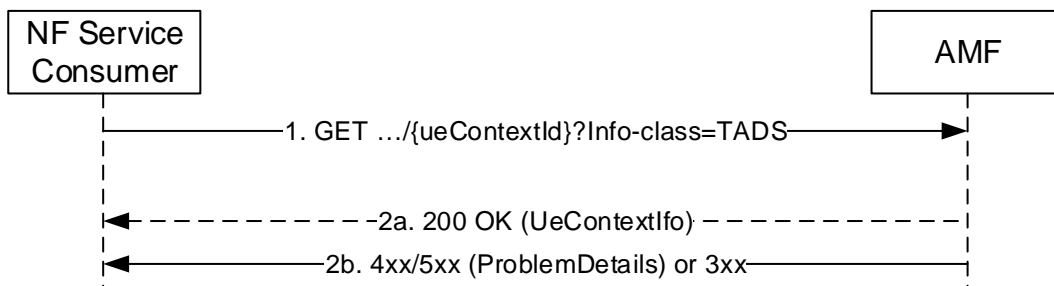 NF Service
Consumer
AMF
1. GET …/{ueContextId}?Info-class=TADS
2a. 200 OK (UeContextIfo)
2b. 4xx/5xx (ProblemDetails) or 3xx